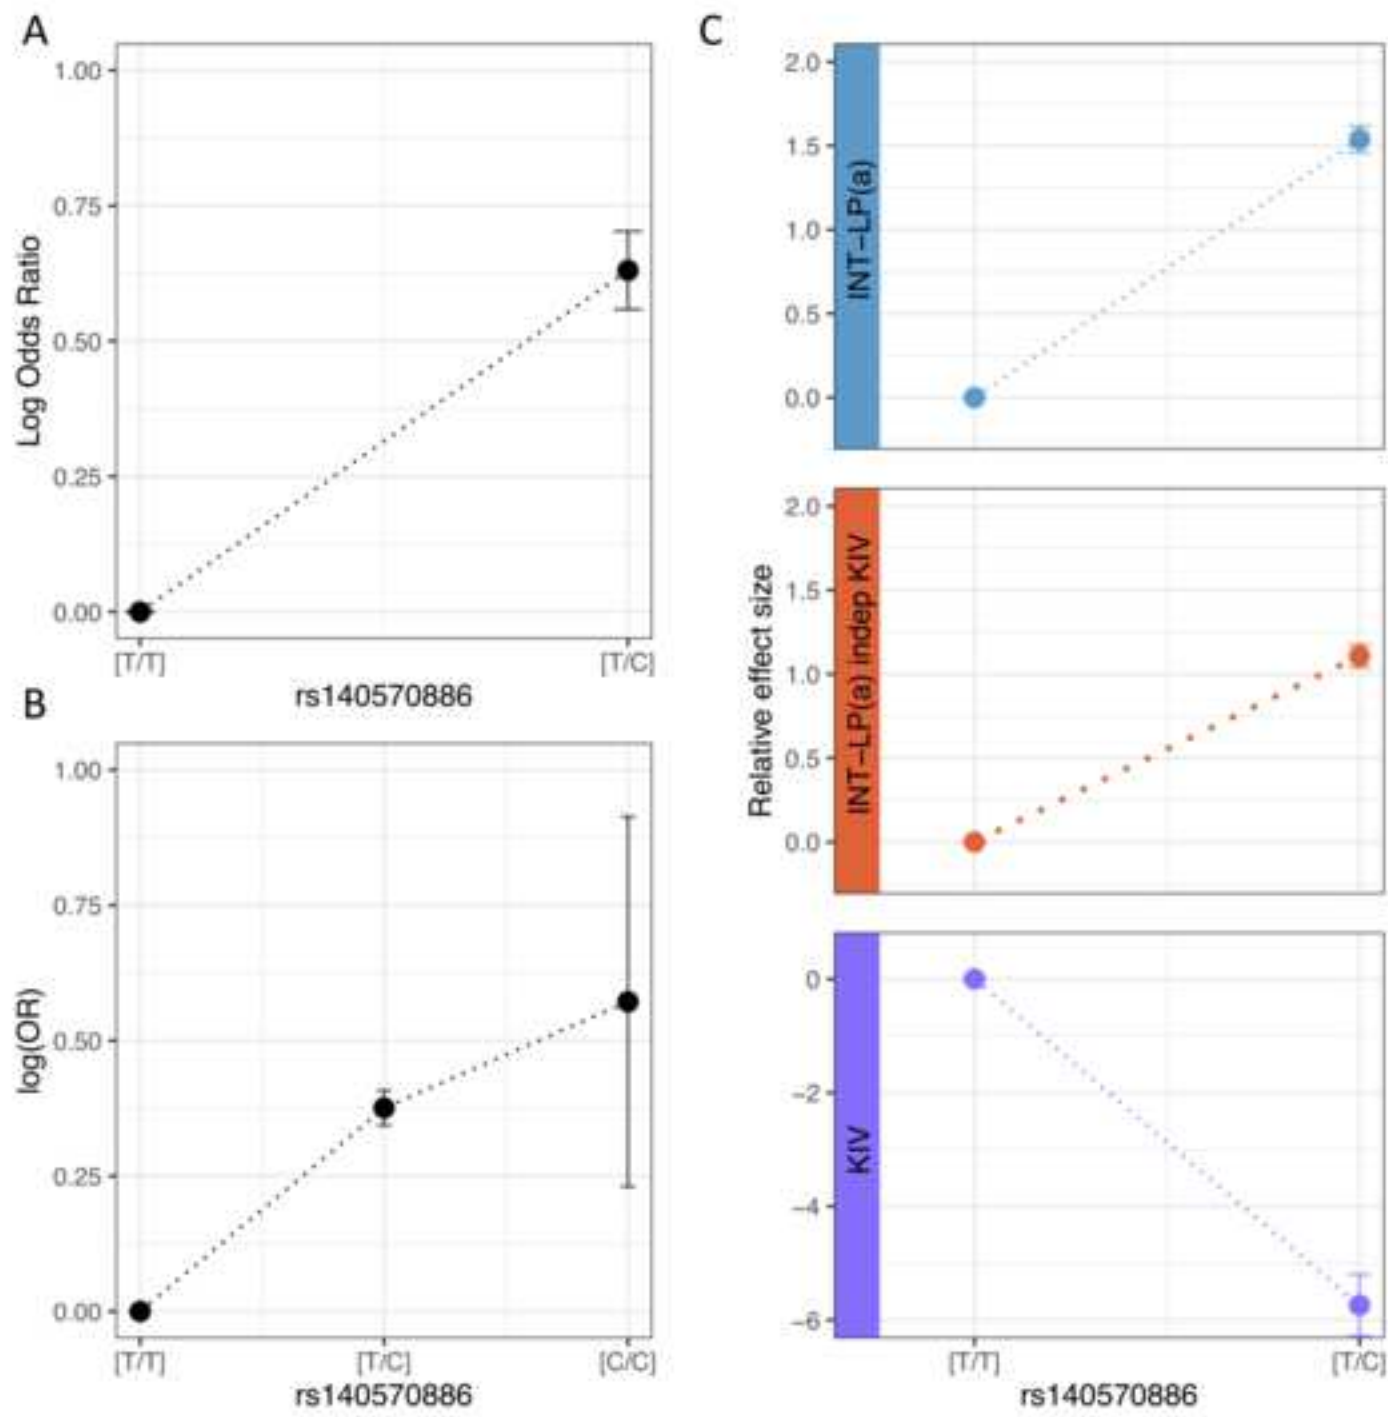 A
1.00
0.75
0.50
0.25
0.00
Log Odds Ratio
[T/T] [T/C]
rs140570886
B
1.00
0.75
0.50
0.25
0.00
log(OR)
[T/T] [T/C] [C/C]
rs140570886
C
2.0
1.5
1.0
0.5
0.0
INT-LP(a)
Relative effect size
2.0
1.5
1.0
0.5
0.0
INT-LP(a) indep KIV
0
-2
-4
-6
KIV
[T/T] [T/C]
rs140570886